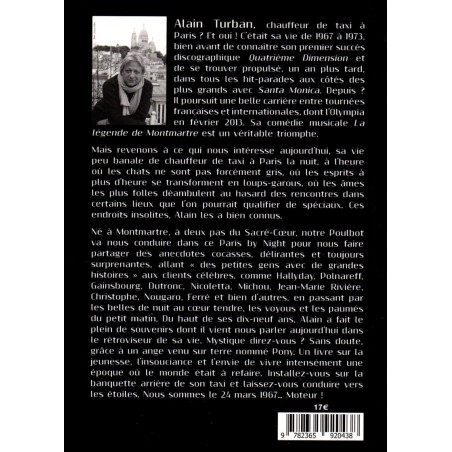 Alain Turban, chauffeur de taxi à
Paris ? Et oui ! C'était sa vie de 1967 à 1973,
bien avant de connaitre son premier succès
discographique Quatrième Dimension et
de se trouver propulsé, un an plus tard,
dans tous les hit-parades aux côtés des
plus grands avec Santa Monica. Depuis ?
Il poursuit une belle carrière entre tournées
françaises et internationales, dont l'Olympia
en février 2013. Sa comédie musicale La
légende de Montmartre est un véritable triomphe.
Mais revenons à ce qui nous intéresse aujourd'hui, sa vie
peu banale de chauffeur de taxi à Paris la nuit, à l'heure
où les chats ne sont pas forcément gris, où les esprits à
plus d'heure se transforment en loups-garous, où les âmes
les plus folles déambulent au hasard des rencontres dans
certains lieux que l'on pourrait qualifier de spéciaux. Ces
endroits insolites, Alain les a bien connus.
Né à Montmartre, à deux pas du Sacré-Cœur, notre Poulbot
va nous conduire dans ce Paris by Night pour nous faire
partager des anecdotes cocasses, délirantes et toujours
surprenantes, allant « des petites gens avec de grandes
histoires » aux clients célèbres, comme Hallyday, Polnareff,
Gainsbourg, Dutronc, Nicoletta, Michou, Jean-Marie Rivière,
Christophe, Nougaro, Ferré et bien d'autres, en passant par
les belles de nuit au cœur tendre, les voyous et les paumés
du petit matin, Du haut de ses dix-neuf ans, Alain a fait le
plein de souvenirs dont il vient nous parler aujourd'hui dans
le rétroviseur de sa vie. Mystique direz-vous ? Sans doute,
grâce à un ange venu sur terre nommé Pony. Un livre sur la
jeunesse, l'insouciance et l'envie de vivre intensément une
époque où le monde était à refaire. Installez-vous sur la
banquette arrière de son taxi et laissez-vous conduire vers
les étoiles. Nous sommes le 24 mars 1967... Moteur !
17€
9 782365 920438